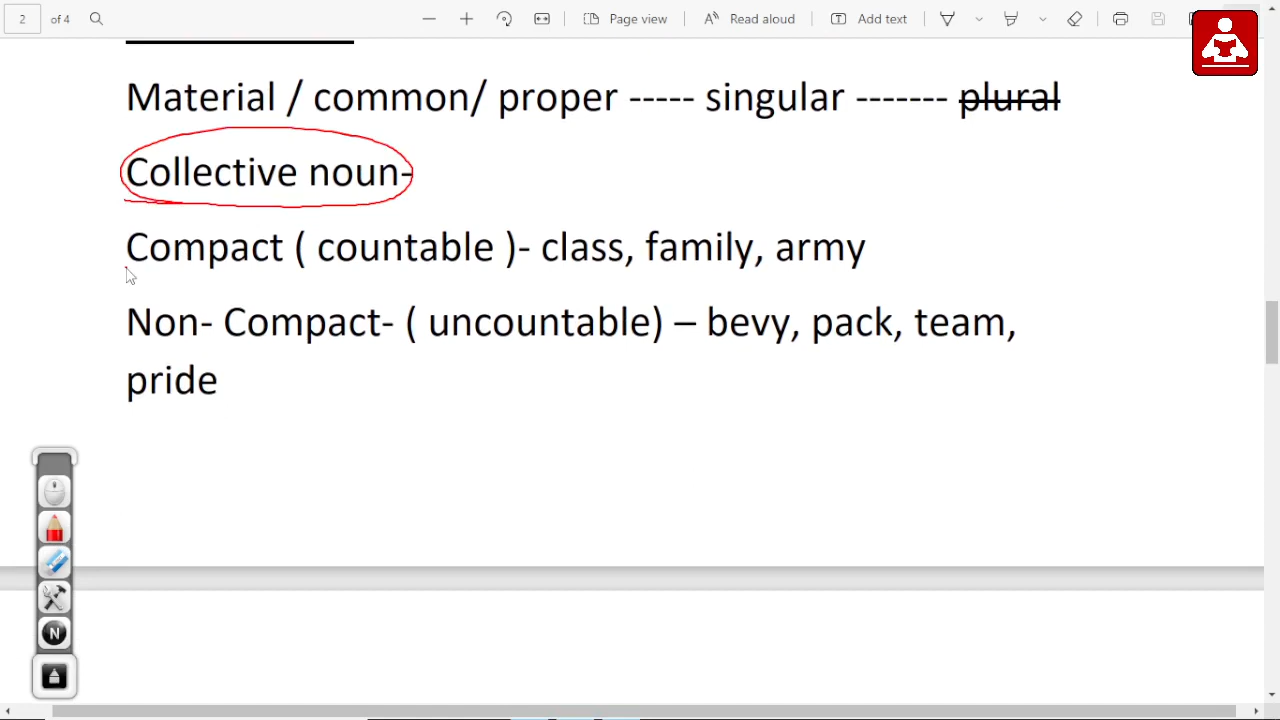 2 of 4 Page view Read aloud Add text
Material / common/ proper ----- singular ------- plural
Collective noun-
Compact ( countable )- class, family, army
Non- Compact- ( uncountable) – bevy, pack, team,
pride
N